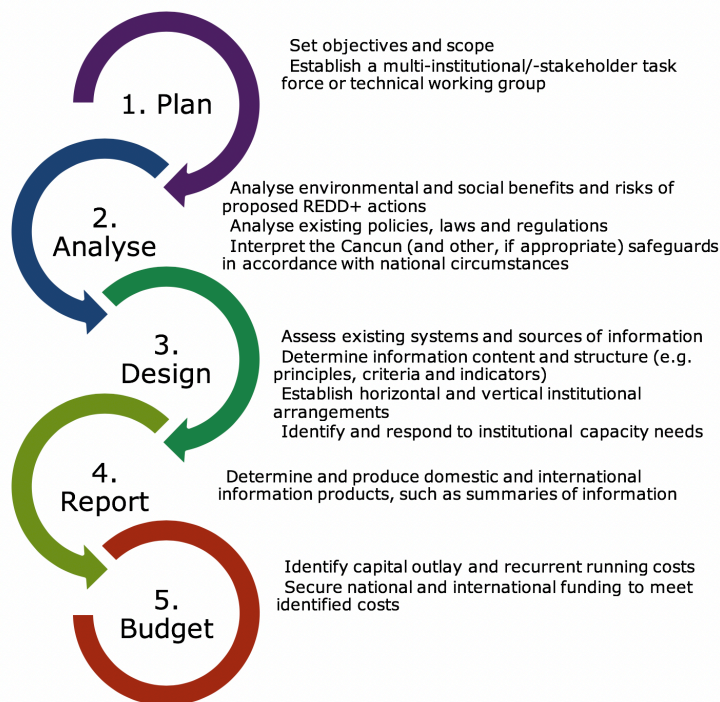 Set objectives and scope
Establish a multi-institutional/-stakeholder task
force or technical working group
1. Plan
Analyse environmental and social benefits and risks of
proposed REDD+ actions
Analyse existing policies, laws and regulations
Interpret the Cancun (and other, if appropriate) safeguards
in accordance with national circumstances
2.
Analyse
Assess existing systems and sources of information
Determine information content and structure (e.g.
principles, criteria and indicators)
Establish horizontal and vertical institutional
arrangements
Identify and respond to institutional capacity needs
3.
Design
Determine and produce domestic and international
information products, such as summaries of information
4.
Report
Identify capital outlay and recurrent running costs
Secure national and international funding to meet
identified costs
5.
Budget